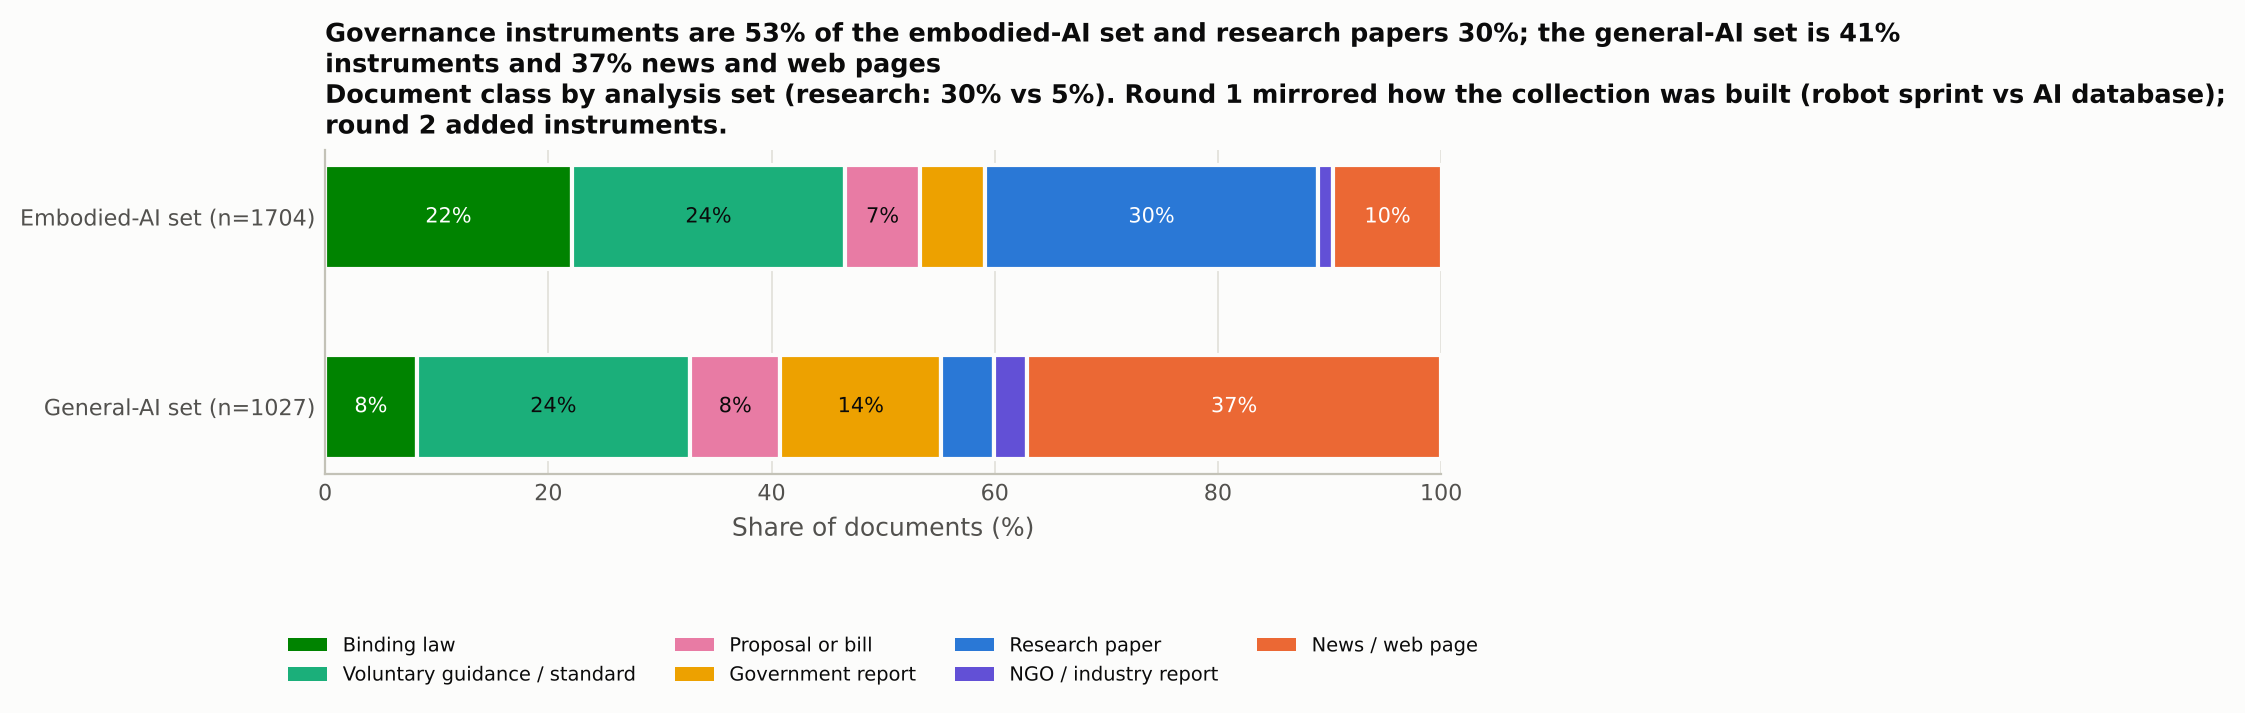 Governance instruments are 53% of the embodied-AI set and research papers 30%; the general-AI set is 41%
instruments and 37% news and web pages
Document class by analysis set (research: 30% vs 5%). Round 1 mirrored how the collection was built (robot sprint vs AI database);
round 2 added instruments.
Embodied-AI set (n=1704)
22%
24%
7%
30%
10%
General-AI set (n=1027)
8%
24%
8%
14%
37%
0
20
40
60
80
100
Share of documents (%)
Binding law
Voluntary guidance / standard
Proposal or bill
Government report
Research paper
NGO / industry report
News / web page